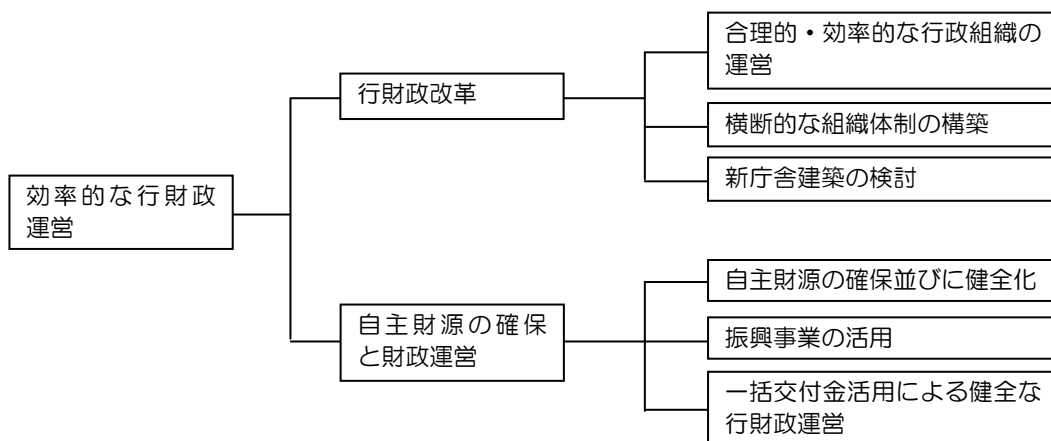 効率的な行財政
運営
行財政改革
合理的・効率的な行政組織の
運営
横断的な組織体制の構築
新庁舎建築の検討
自主財源の確保
と財政運営
自主財源の確保並びに健全化
振興事業の活用
一括交付金活用による健全な
行財政運営